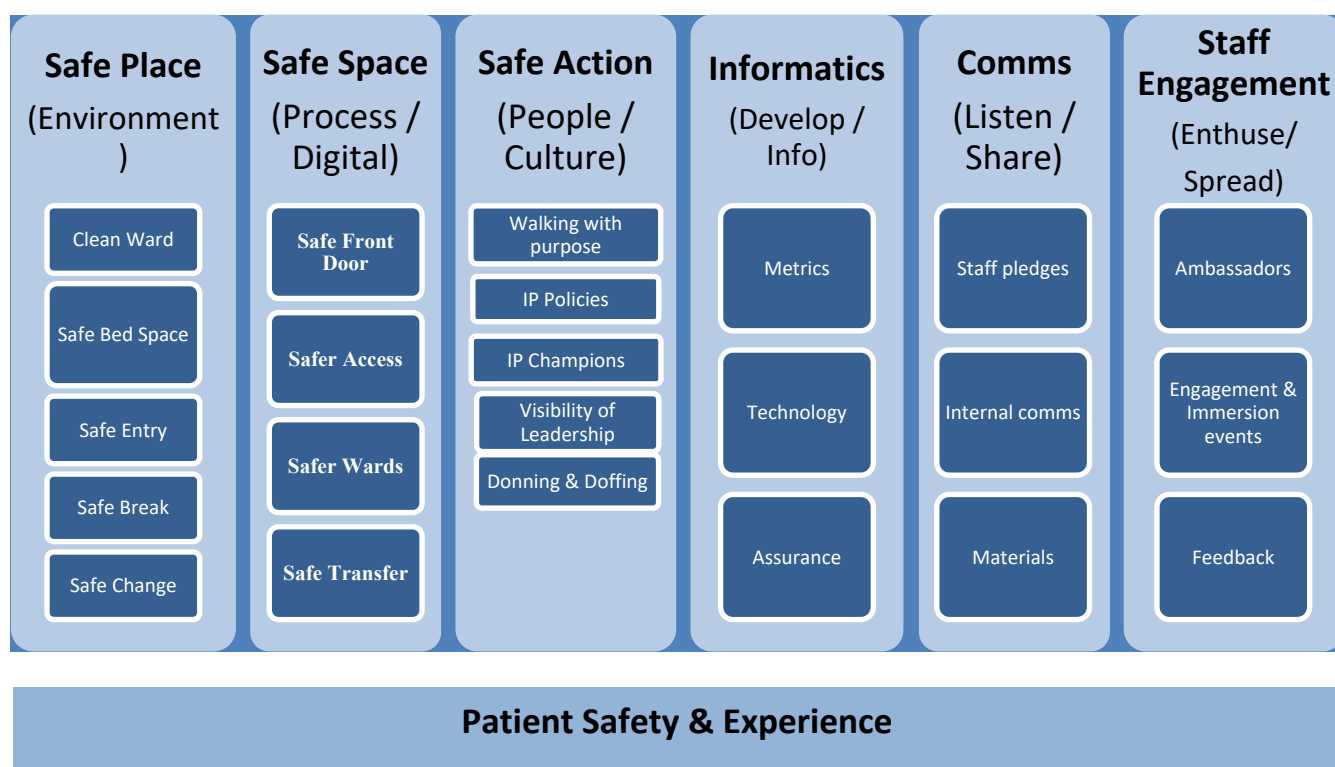 Safe Place
(Environment
)
Clean Ward
Safe Bed Space
Safe Entry
Safe Break
Safe Change
Safe Space
(Process /
Digital)
Safe Front
Door
Safer Access
Safer Wards
Safe Transfer
Safe Action
(People /
Culture)
Walking with
purpose
IP Policies
IP Champions
Visibility of
Leadership
Donning & Doffing
Informatics
(Develop /
Info)
Metrics
Technology
Assurance
Comms
(Listen /
Share)
Staff pledges
Internal comms
Materials
Staff
Engagement
(Enthuse/
Spread)
Ambassadors
Engagement &
Immersion
events
Feedback
Patient Safety & Experience